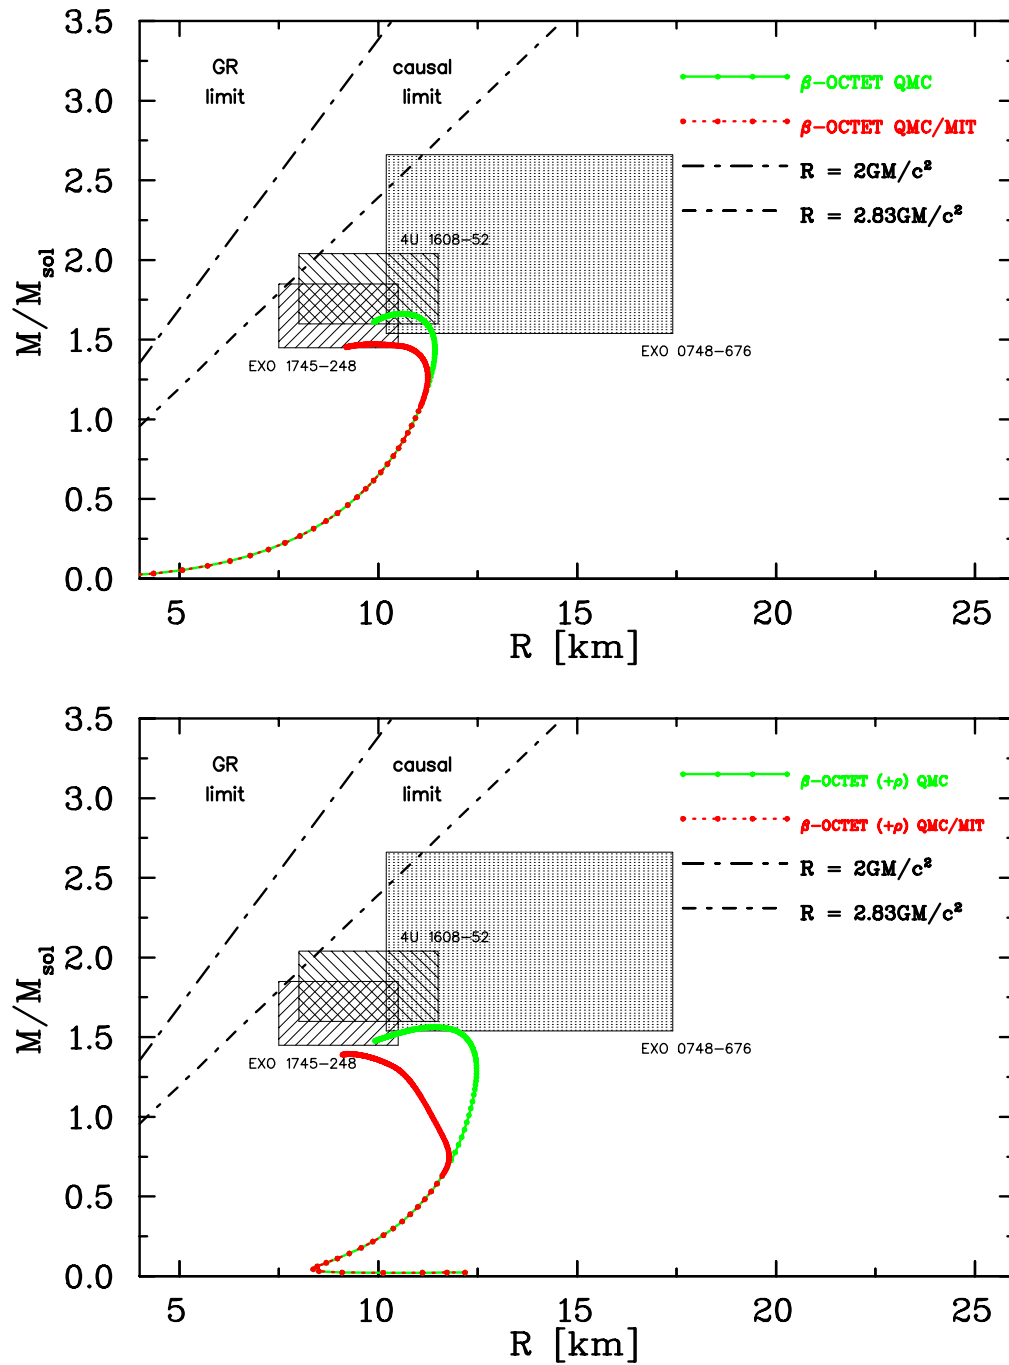 3.5
GR
limit
causal
limit
β-OCTET QMC
3.0
β-OCTET QMC/MIT
R = 2GM/c²
2.5
R = 2.83GM/c²
4U 1608-52
2.0
M/M_sol
1.5
EXO 1745-248
EXO 0748-676
1.0
0.5
0.0
5
10
15
20
25
R [km]
3.5
GR
limit
causal
limit
β-OCTET (+ρ) QMC
3.0
β-OCTET (+ρ) QMC/MIT
R = 2GM/c²
2.5
R = 2.83GM/c²
4U 1608-52
2.0
M/M_sol
1.5
EXO 1745-248
EXO 0748-676
1.0
0.5
0.0
5
10
15
20
25
R [km]